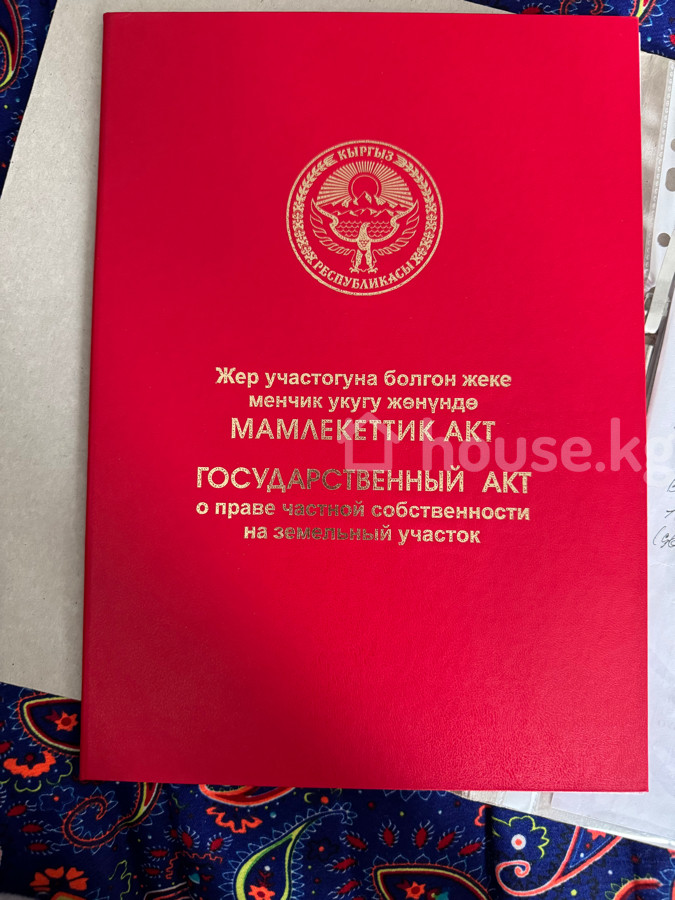 КЫРГЫЗ
РЕСПУБЛИКАСЫ
Жер участогуна болгон жеке
менчик укугу жөнүндө
МАМЛЕКЕТТИК АКТ
house.kg
ГОСУДАРСТВЕННЫЙ АКТ
о праве частной собственности
на земельный участок